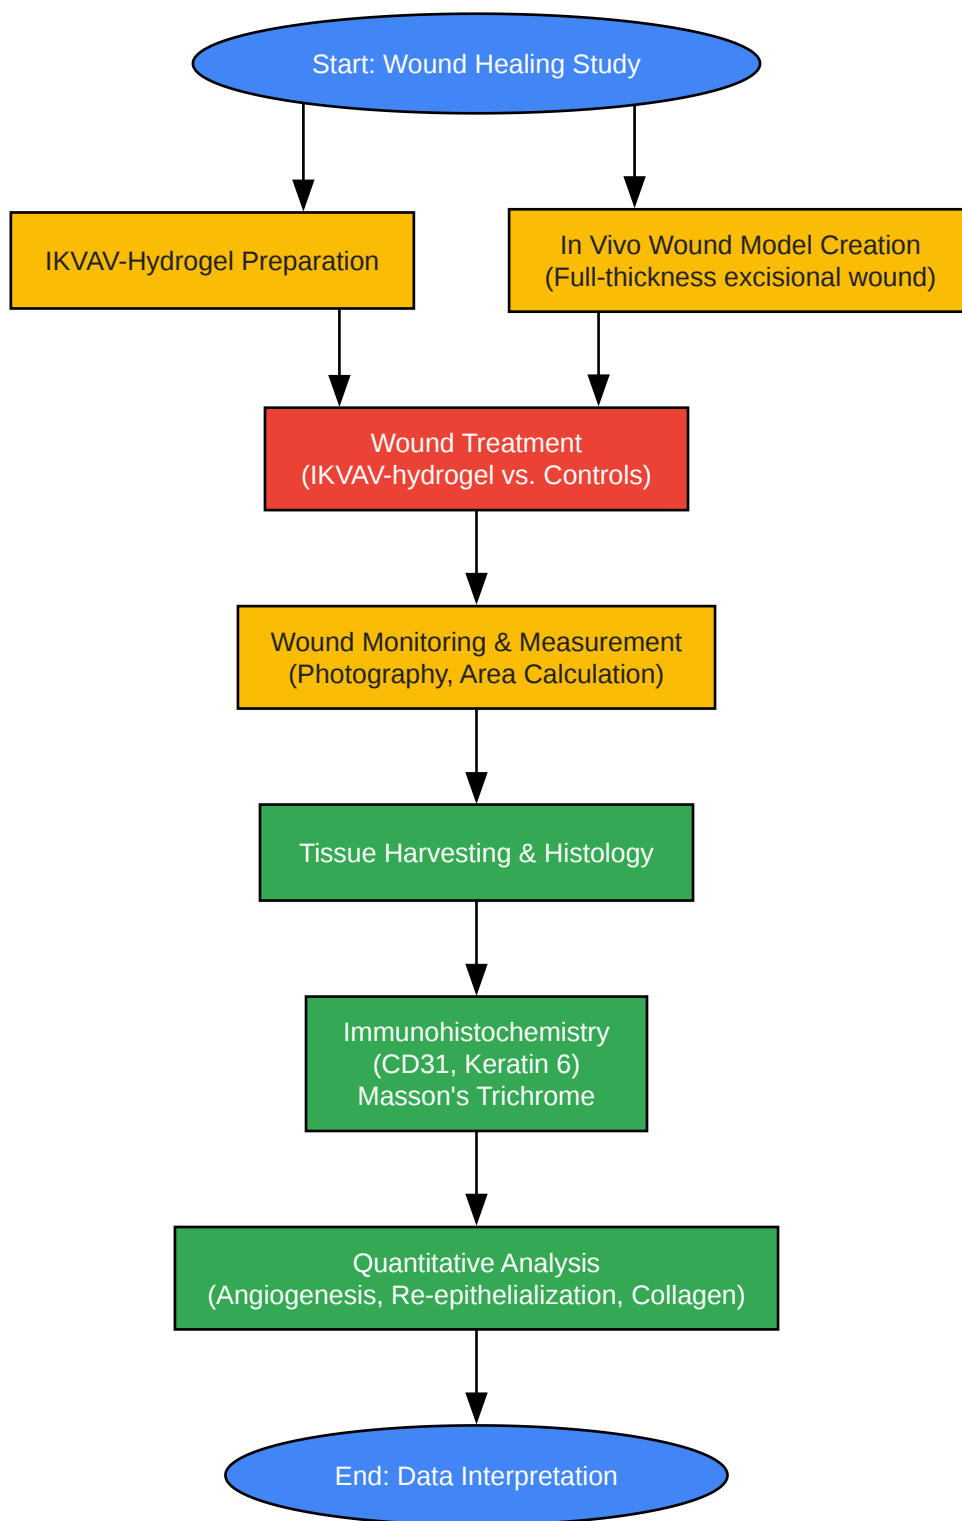 Start: Wound Healing Study
IKVAV-Hydrogel Preparation
In Vivo Wound Model Creation
(Full-thickness excisional wound)
Wound Treatment
(IKVAV-hydrogel vs. Controls)
Wound Monitoring & Measurement
(Photography, Area Calculation)
Tissue Harvesting & Histology
Immunohistochemistry
(CD31, Keratin 6)
Masson's Trichrome
Quantitative Analysis
(Angiogenesis, Re-epithelialization, Collagen)
End: Data Interpretation